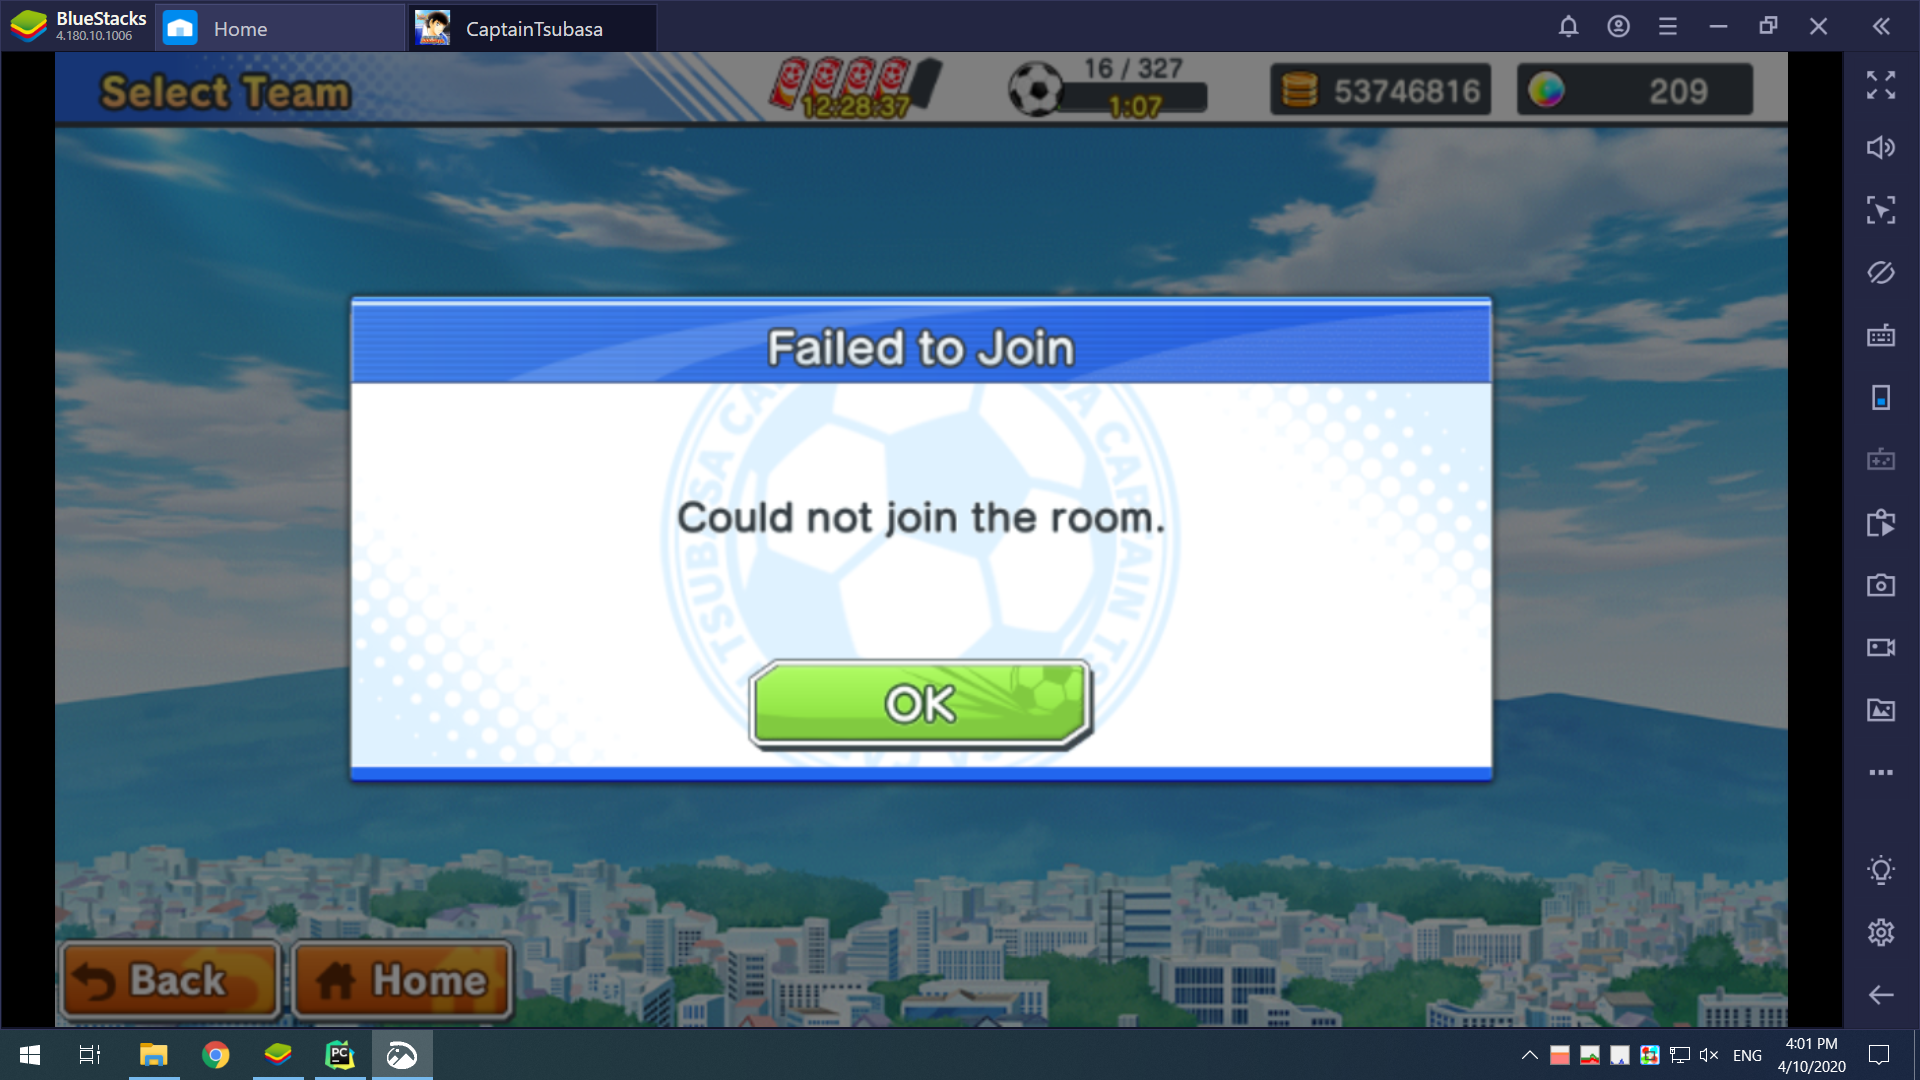 BlueStacks
4.180.10.1006
Home
CaptainTsubasa
Select Team
12:28:37
16 / 327
1:07
53746816
209
Failed to Join
Could not join the room.
OK
Back
Home
PC
ENG
4:01 PM
4/10/2020